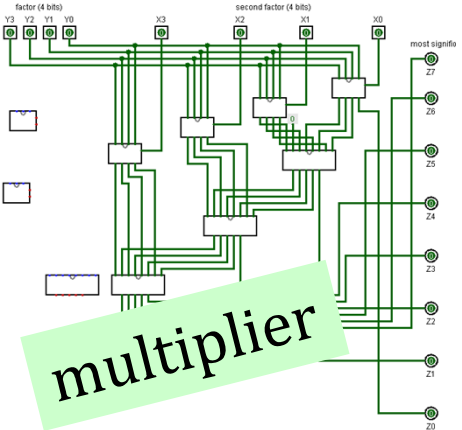 factor (4 bits)
second factor (4 bits)
Y3 Y2 Y1 Y0 X3 X2 X1 X0
most signific
Z7
Z6
0
Z5
Z4
Z3
Z2
multiplier
Z1
Z0